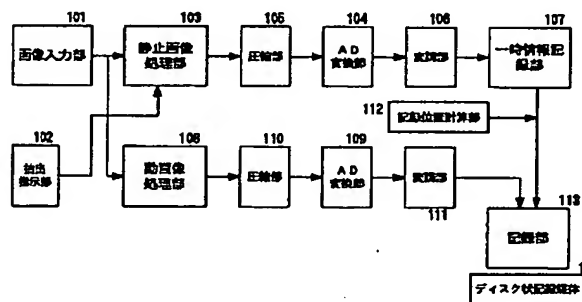 101
画像入力部
103
静止画像
処理部
105
圧縮部
104
AD
変換部
106
変調部
107
一時情報記
録部
112
記録位置計算部
102
抽出
指示部
108
動画像
処理部
110
圧縮部
109
AD
変換部
変調部
111
113
記録部
ディスク状記録媒体